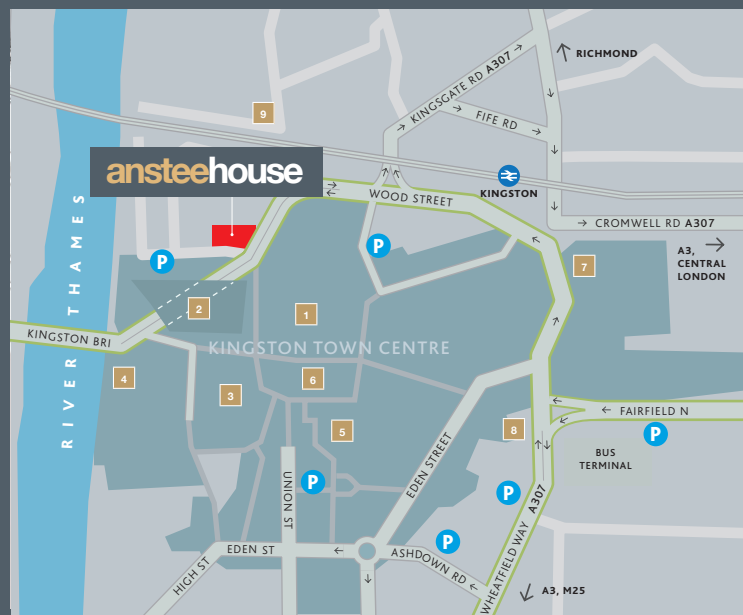 KINGSGATE RD A307
RICHMOND
9
FIFE RD
ansteehouse
KINGSTON
WOOD STREET
CROMWELL RD A307
P
P
A3,
CENTRAL
LONDON
7
2
1
KINGSTON BRI
KINGSTON TOWN CENTRE
RIVER THAMES
4
6
3
5
8
FAIRFIELD N
P
BUS
TERMINAL
EDEN STREET
UNION ST
P
P
WHEATFIELD WAY A307
P
EDEN ST
ASHDOWN RD
HIGH ST
A3, M25